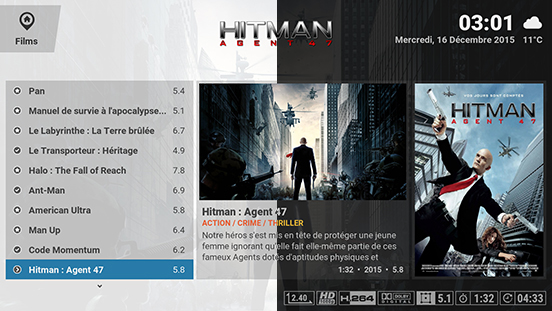 Films
HITMAN
AGENT 47
03:01
Mercredi, 16 Décembre 2015 11°C
Pan 5.4
Manuel de survie à l'apocalypse... 5.1
Le Labyrinthe : La Terre brûlée 6.7
Le Transporteur : Héritage 4.9
Halo : The Fall of Reach 7.8
Ant-Man 6.9
American Ultra 5.8
Man Up 6.4
Code Momentum 6.2
Hitman : Agent 47 5.8
Hitman : Agent 47
ACTION / CRIME / THRILLER
Notre héros s'est mis en tête de protéger une jeune
femme ignorant qu'elle fait elle-même partie de ces
fameux Agents dotés d'aptitudes physiques et
1:32 • 2015 • 5.8
VOS JOURS SONT COMPTÉS
HITMAN
AGENT 47
2.40 HD ACCESS H.264 DOLBY DIGITAL 5.1 1:32 04:33